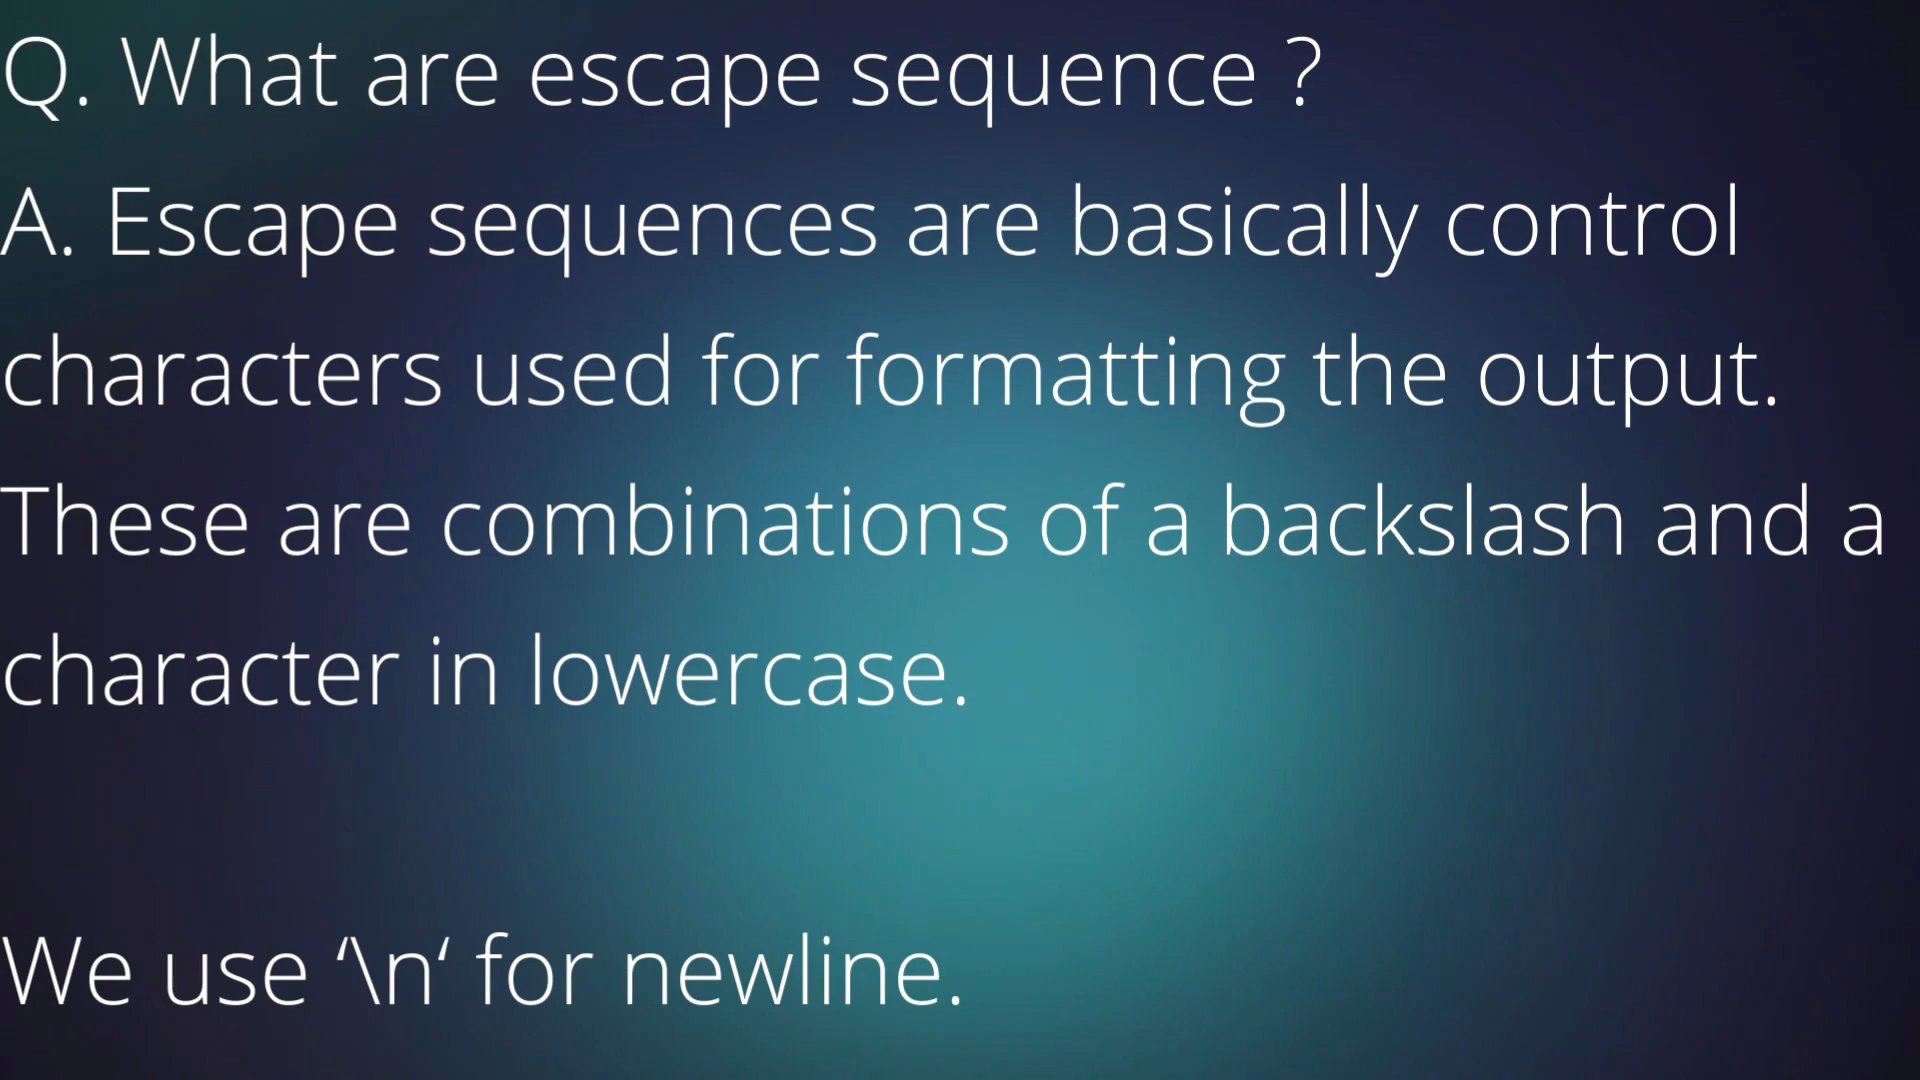 Q. What are escape sequence ?
A. Escape sequences are basically control
characters used for formatting the output.
These are combinations of a backslash and a
character in lowercase.
We use ‘\n‘ for newline.